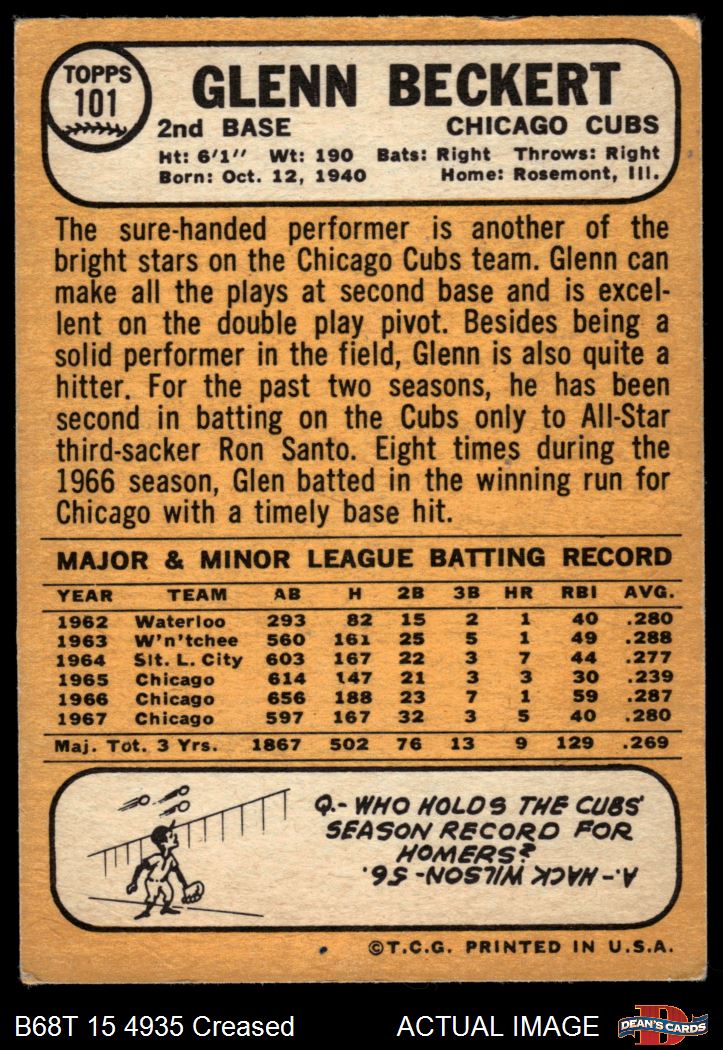 TOPPS
101
GLENN BECKERT
2nd BASE CHICAGO CUBS
Ht: 6'1" Wt: 190 Bats: Right Throws: Right
Born: Oct. 12, 1940 Home: Rosemont, Ill.
The sure-handed performer is another of the
bright stars on the Chicago Cubs team. Glenn can
make all the plays at second base and is excel-
lent on the double play pivot. Besides being a
solid performer in the field, Glenn is also quite a
hitter. For the past two seasons, he has been
second in batting on the Cubs only to All-Star
third-sacker Ron Santo. Eight times during the
1966 season, Glen batted in the winning run for
Chicago with a timely base hit.
MAJOR & MINOR LEAGUE BATTING RECORD
YEAR TEAM AB H 2B 3B HR RBI AVG.
1962 Waterloo 293 82 15 2 1 40 .280
1963 W'n'tchee 560 161 25 5 1 49 .288
1964 Slt. L. City 603 167 22 3 7 44 .277
1965 Chicago 614 147 21 3 3 30 .239
1966 Chicago 656 188 23 7 1 59 .287
1967 Chicago 597 167 32 3 5 40 .280
Maj. Tot. 3 Yrs. 1867 502 76 13 9 129 .269
Q.- WHO HOLDS THE CUBS'
SEASON RECORD FOR
HOMERS?
A.- HACK WILSON-56.
©T.C.G. PRINTED IN U.S.A.
B68T 15 4935 Creased ACTUAL IMAGE
D
DEAN'S CARDS